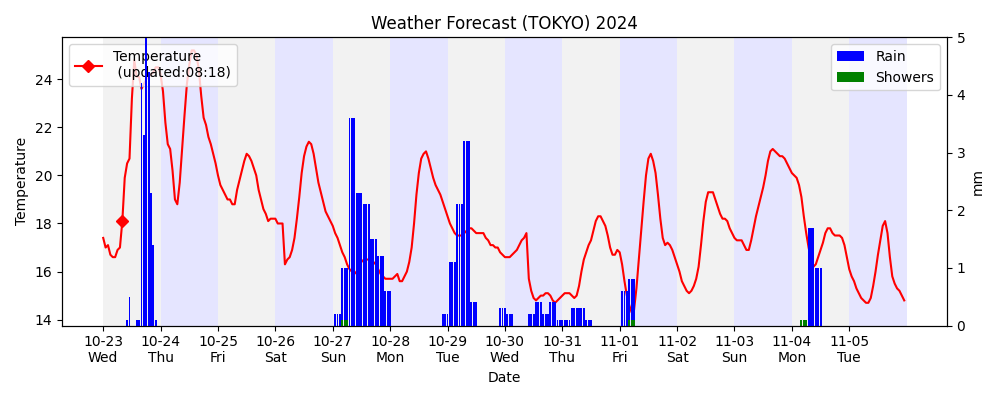 Weather Forecast (TOKYO) 2024
Temperature
(updated:08:18)
Rain
Showers
Temperature
24
22
20
18
16
14
5
4
3
2
1
0
mm
10-23 10-24 10-25 10-26 10-27 10-28 10-29 10-30 10-31 11-01 11-02 11-03 11-04 11-05
Wed Thu Fri Sat Sun Mon Tue Wed Thu Fri Sat Sun Mon Tue
Date